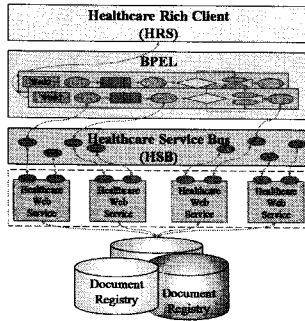 Healthcare Rich Client
(HRS)
BPEL
Healthcare Service Bus
(HSB)
Healthcare
Web
Service
Healthcare
Web
Service
Healthcare
Web
Service
Healthcare
Web
Service
Document
Registry
Document
Registry